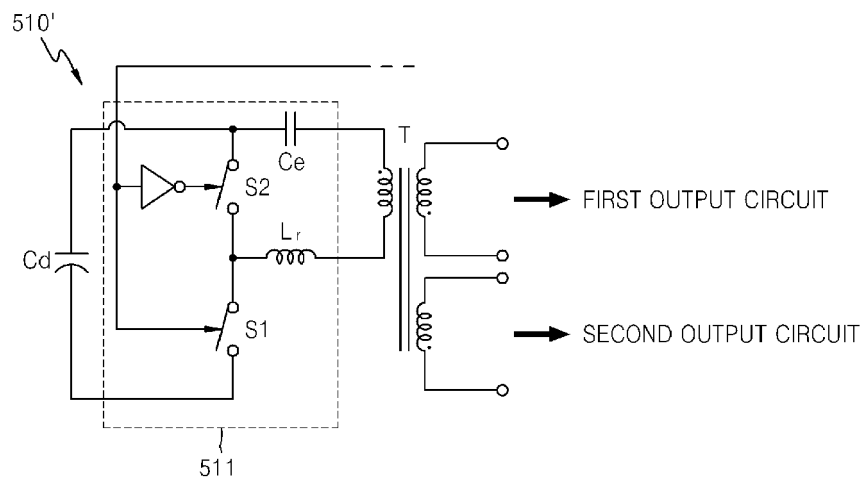 510'
T
Ce
S2
FIRST OUTPUT CIRCUIT
Lr
Cd
S1
SECOND OUTPUT CIRCUIT
511